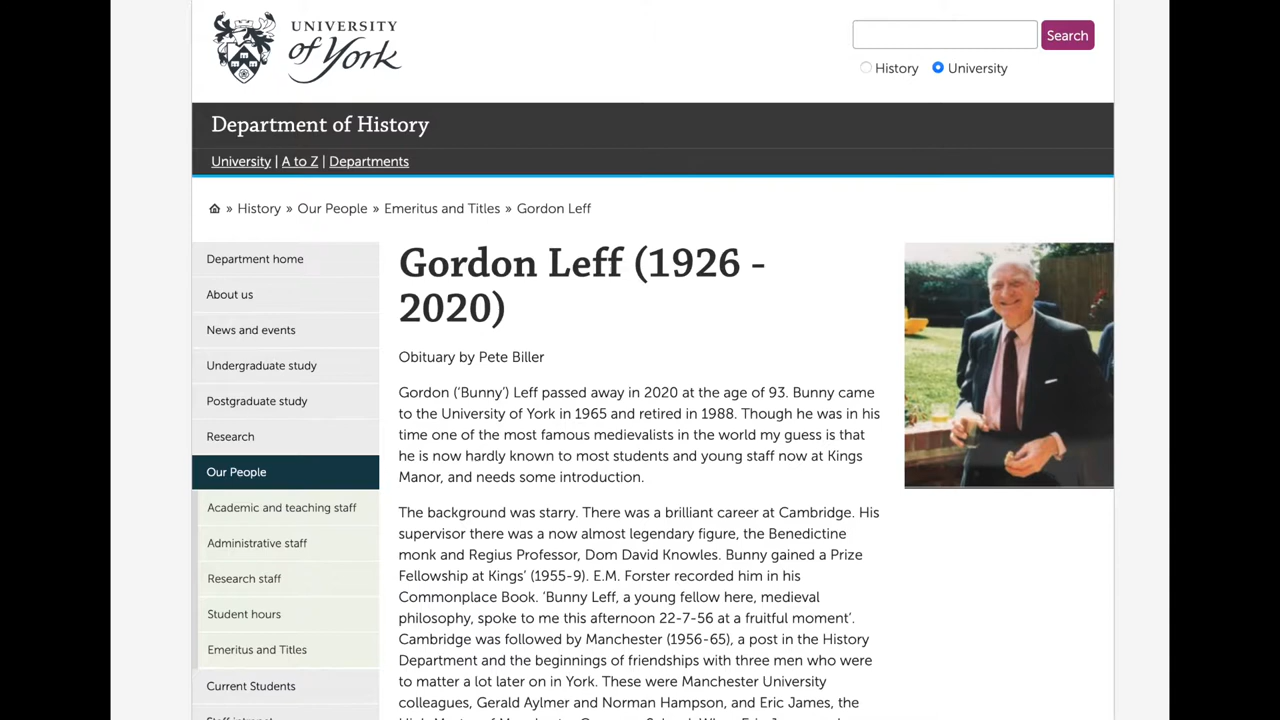 UNIVERSITY
of York
Search
History
University
Department of History
University | A to Z | Departments
» History » Our People » Emeritus and Titles » Gordon Leff
Department home
About us
News and events
Undergraduate study
Postgraduate study
Research
Our People
Academic and teaching staff
Administrative staff
Research staff
Student hours
Emeritus and Titles
Current Students
Gordon Leff (1926 -
2020)
Obituary by Pete Biller
Gordon (‘Bunny’) Leff passed away in 2020 at the age of 93. Bunny came
to the University of York in 1965 and retired in 1988. Though he was in his
time one of the most famous medievalists in the world my guess is that
he is now hardly known to most students and young staff now at Kings
Manor, and needs some introduction.
The background was starry. There was a brilliant career at Cambridge. His
supervisor there was a now almost legendary figure, the Benedictine
monk and Regius Professor, Dom David Knowles. Bunny gained a Prize
Fellowship at Kings’ (1955-9). E.M. Forster recorded him in his
Commonplace Book. ‘Bunny Leff, a young fellow here, medieval
philosophy, spoke to me this afternoon 22-7-56 at a fruitful moment’.
Cambridge was followed by Manchester (1956-65), a post in the History
Department and the beginnings of friendships with three men who were
to matter a lot later on in York. These were Manchester University
colleagues, Gerald Aylmer and Norman Hampson, and Eric James, the